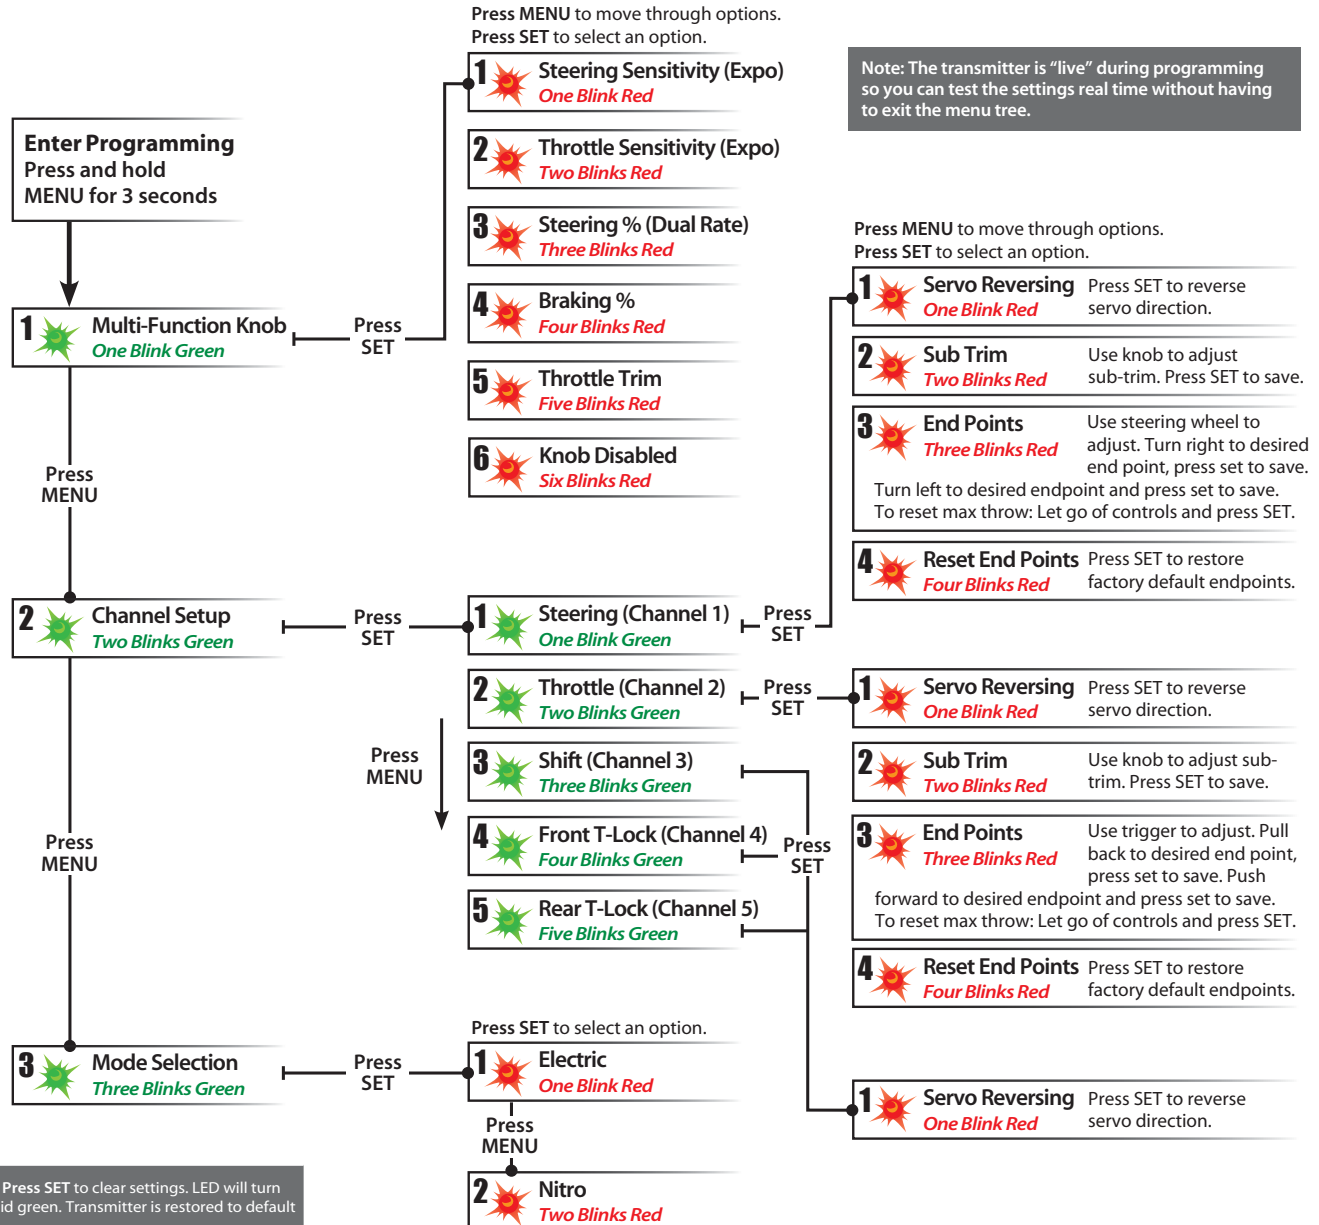 Press MENU to move through options.
Press SET to select an option.
1 Steering Sensitivity (Expo)
One Blink Red
2 Throttle Sensitivity (Expo)
Two Blinks Red
3 Steering % (Dual Rate)
Three Blinks Red
4 Braking %
Four Blinks Red
5 Throttle Trim
Five Blinks Red
6 Knob Disabled
Six Blinks Red
Note: The transmitter is “live” during programming
so you can test the settings real time without having
to exit the menu tree.
Enter Programming
Press and hold
MENU for 3 seconds
1 Multi-Function Knob
One Blink Green
Press
SET
Press
MENU
2 Channel Setup
Two Blinks Green
Press
SET
1 Steering (Channel 1)
One Blink Green
Press
SET
2 Throttle (Channel 2)
Two Blinks Green
Press
SET
Press
MENU
3 Shift (Channel 3)
Three Blinks Green
4 Front T-Lock (Channel 4)
Four Blinks Green
Press
SET
5 Rear T-Lock (Channel 5)
Five Blinks Green
Press MENU to move through options.
Press SET to select an option.
1 Servo Reversing
One Blink Red
Press SET to reverse
servo direction.
2 Sub Trim
Two Blinks Red
Use knob to adjust
sub-trim. Press SET to save.
3 End Points
Three Blinks Red
Use steering wheel to
adjust. Turn right to desired
end point, press set to save.
Turn left to desired endpoint and press set to save.
To reset max throw: Let go of controls and press SET.
4 Reset End Points
Four Blinks Red
Press SET to restore
factory default endpoints.
1 Servo Reversing
One Blink Red
Press SET to reverse
servo direction.
2 Sub Trim
Two Blinks Red
Use knob to adjust sub-
trim. Press SET to save.
3 End Points
Three Blinks Red
Use trigger to adjust. Pull
back to desired end point,
press set to save. Push
forward to desired endpoint and press set to save.
To reset max throw: Let go of controls and press SET.
4 Reset End Points
Four Blinks Red
Press SET to restore
factory default endpoints.
1 Servo Reversing
One Blink Red
Press SET to reverse
servo direction.
Press
MENU
3 Mode Selection
Three Blinks Green
Press
SET
Press SET to select an option.
1 Electric
One Blink Red
Press
MENU
2 Nitro
Two Blinks Red
Press SET to clear settings. LED will turn
id green. Transmitter is restored to default